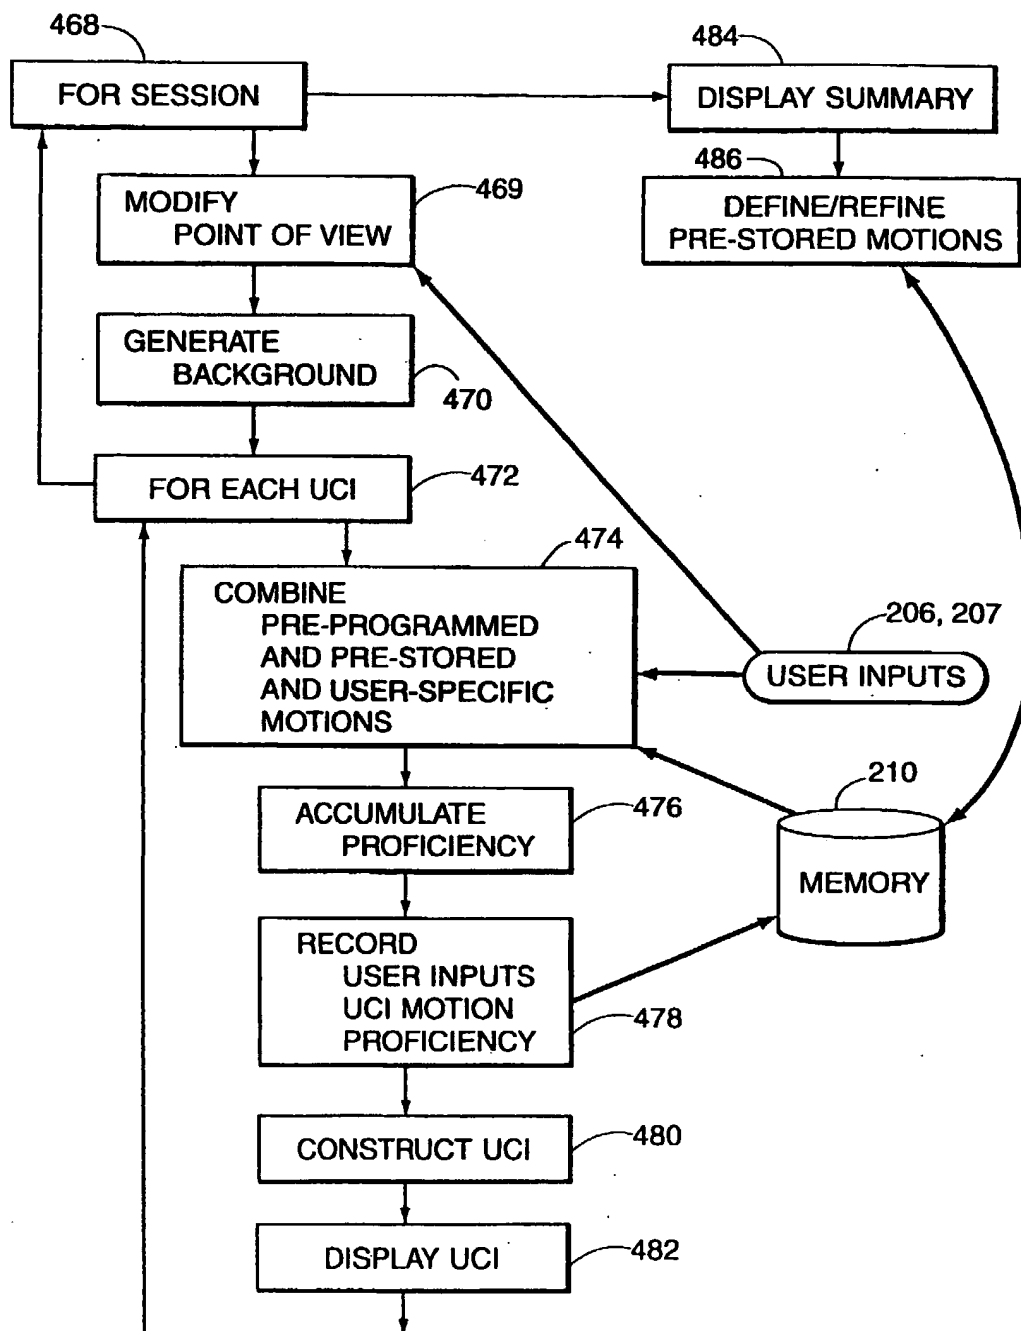 468
FOR SESSION
484
DISPLAY SUMMARY
486
DEFINE/REFINE
PRE-STORED MOTIONS
469
MODIFY
POINT OF VIEW
GENERATE
BACKGROUND
470
FOR EACH UCI
472
474
COMBINE
PRE-PROGRAMMED
AND PRE-STORED
AND USER-SPECIFIC
MOTIONS
206, 207
USER INPUTS
210
MEMORY
ACCUMULATE
PROFICIENCY
476
RECORD
USER INPUTS
UCI MOTION
PROFICIENCY
478
CONSTRUCT UCI
480
DISPLAY UCI
482